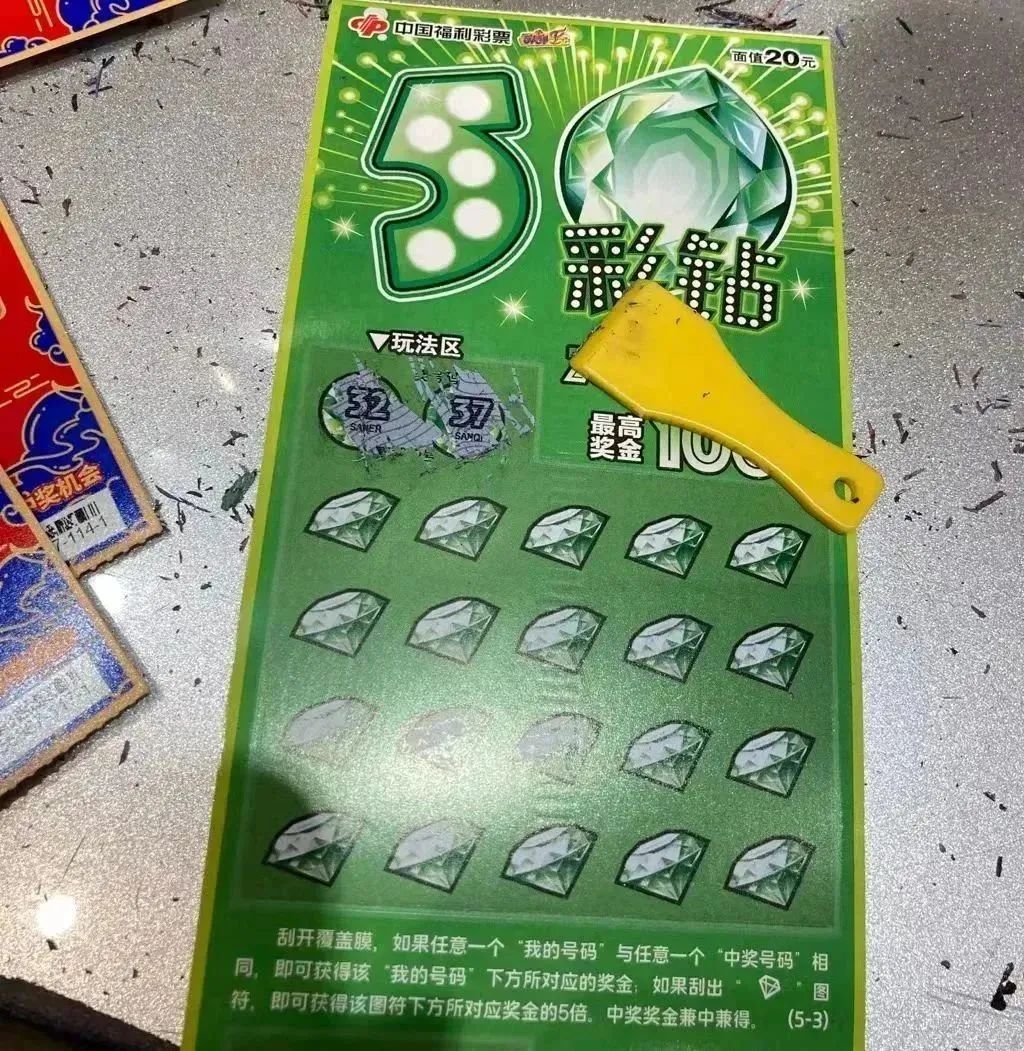 中国福利彩票
面值20元
5
彩钻
▼玩法区
最高
奖金
32
SANER
37
SANQI
奖机会
刮开覆盖膜，如果任意一个“我的号码”与任意一个“中奖号码”相
同，即可获得该“我的号码”下方所对应的奖金；如果刮出“ ”图
符，即可获得该图符下方所对应奖金的5倍。中奖奖金兼中兼得。 (5-3)